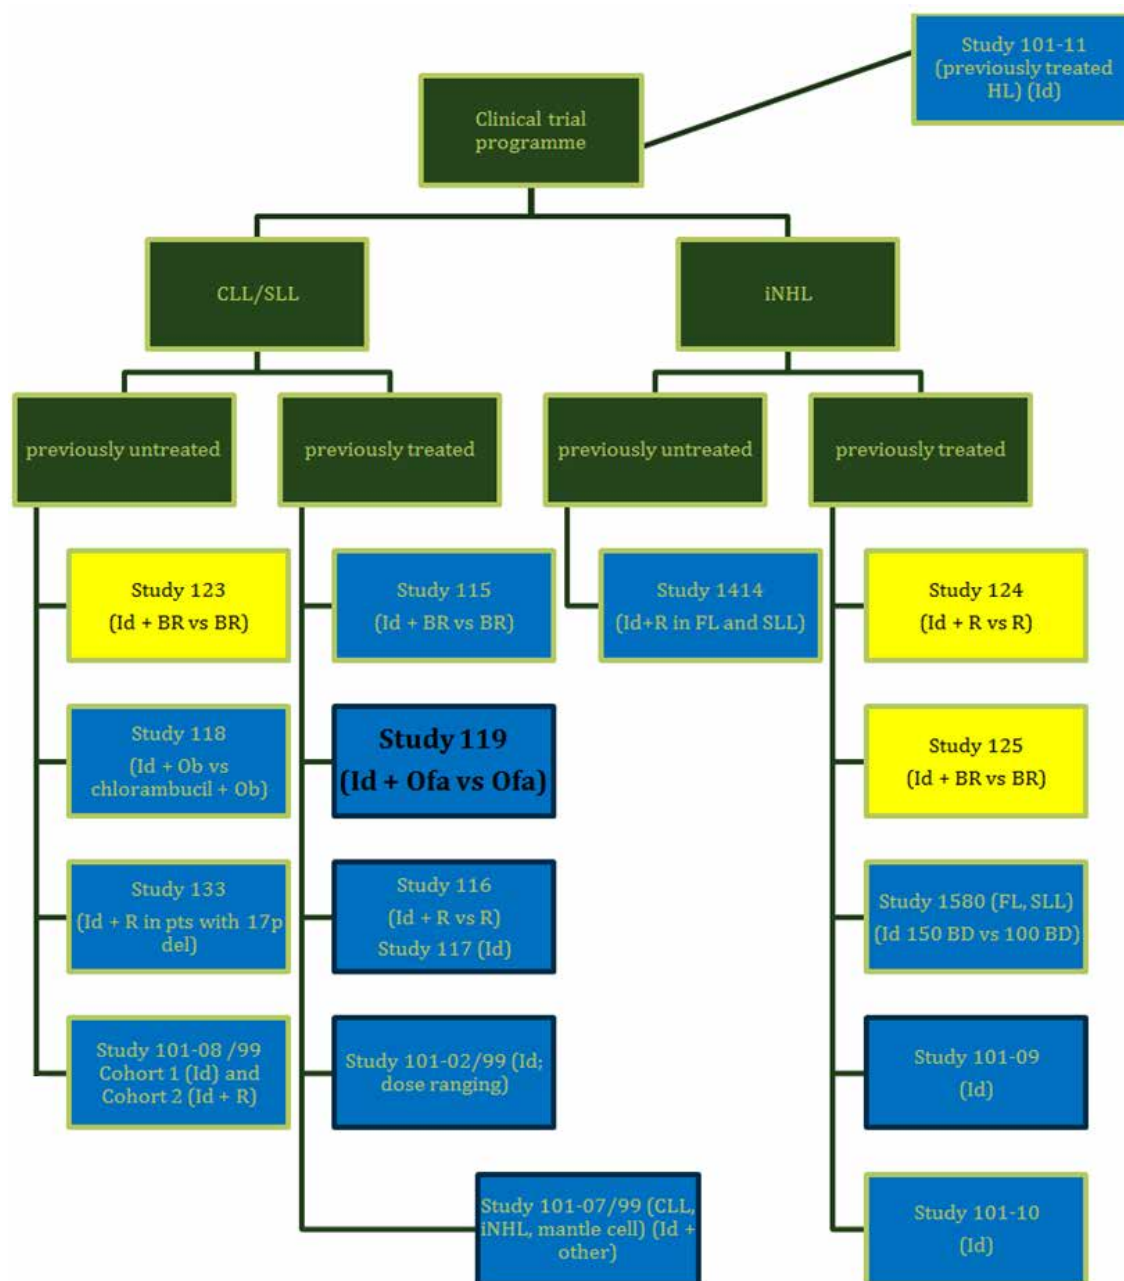 Study 101-11
(previously treated
HL) (Id)
Clinical trial
programme
CLL/SLL
iNHL
previously untreated
previously treated
previously untreated
previously treated
Study 123
(Id + BR vs BR)
Study 115
(Id + BR vs BR)
Study 1414
(Id+R in FL and SLL)
Study 124
(Id + R vs R)
Study 118
(Id + Ob vs
chlorambucil + Ob)
Study 119
(Id + Ofa vs Ofa)
Study 125
(Id + BR vs BR)
Study 133
(Id + R in pts with 17p
del)
Study 116
(Id + R vs R)
Study 117 (Id)
Study 1580 (FL, SLL)
(Id 150 BD vs 100 BD)
Study 101-08 /99
Cohort 1 (Id) and
Cohort 2 (Id + R)
Study 101-02/99 (Id;
dose ranging)
Study 101-09
(Id)
Study 101-07/99 (CLL,
iNHL, mantle cell) (Id +
other)
Study 101-10
(Id)